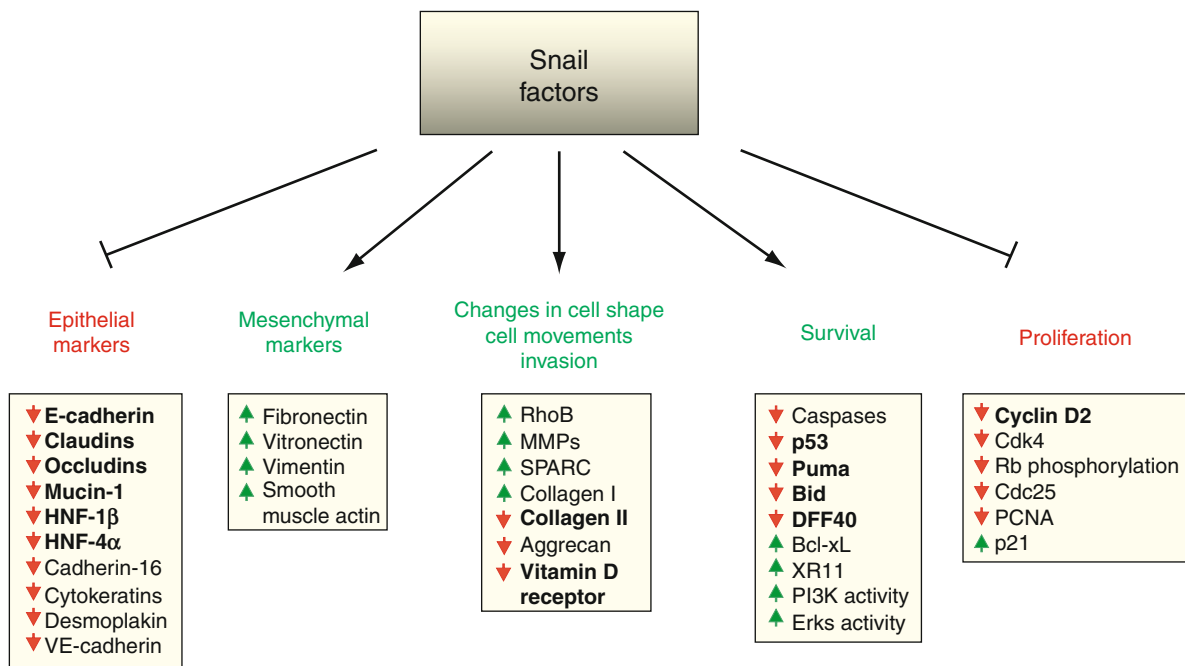 Snail
factors
Epithelial
markers
Mesenchymal
markers
Changes in cell shape
cell movements
invasion
Survival
Proliferation
E-cadherin
Claudins
Occludins
Mucin-1
HNF-1β
HNF-4α
Cadherin-16
Cytokeratins
Desmoplakin
VE-cadherin
Fibronectin
Vitronectin
Vimentin
Smooth
muscle actin
RhoB
MMPs
SPARC
Collagen I
Collagen II
Aggrecan
Vitamin D
receptor
Caspases
p53
Puma
Bid
DFF40
Bcl-xL
XR11
PI3K activity
Erks activity
Cyclin D2
Cdk4
Rb phosphorylation
Cdc25
PCNA
p21